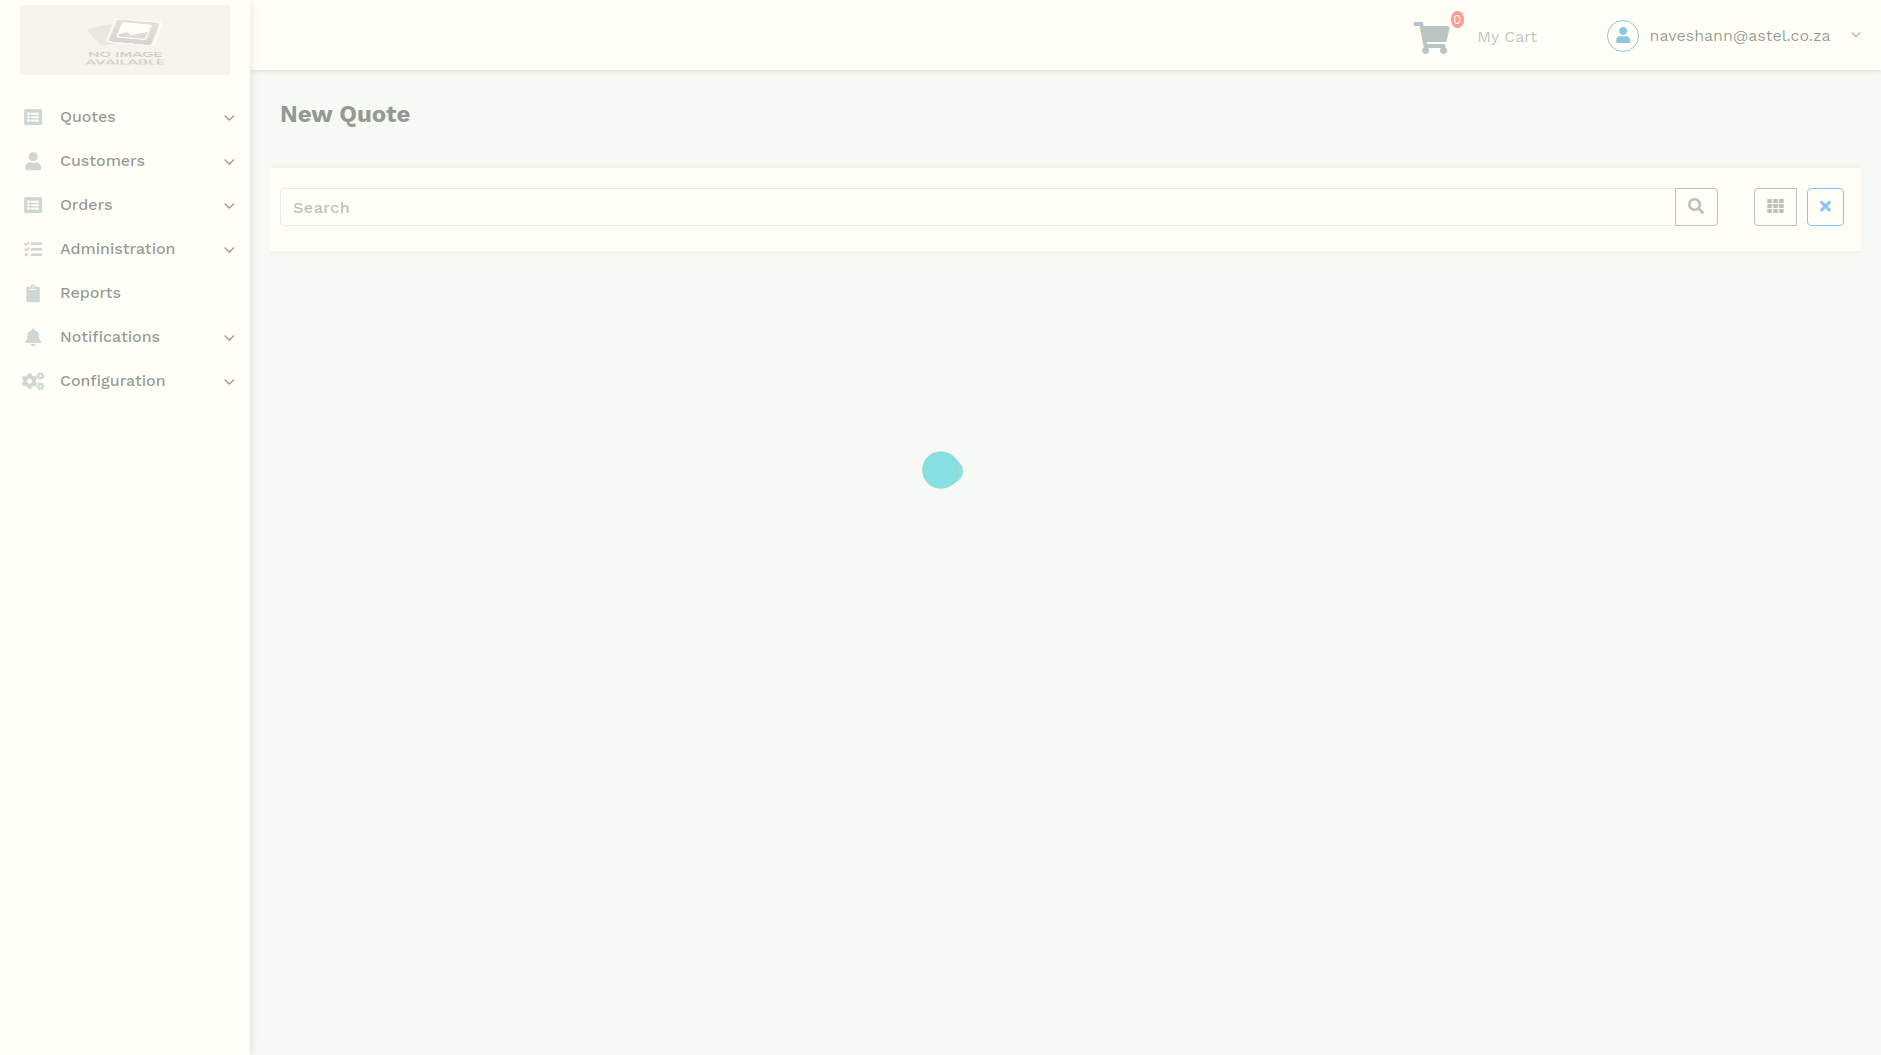 NO IMAGE
AVAILABLE
0
My Cart
naveshann@astel.co.za
Quotes
Customers
Orders
Administration
Reports
Notifications
Configuration
New Quote
Search